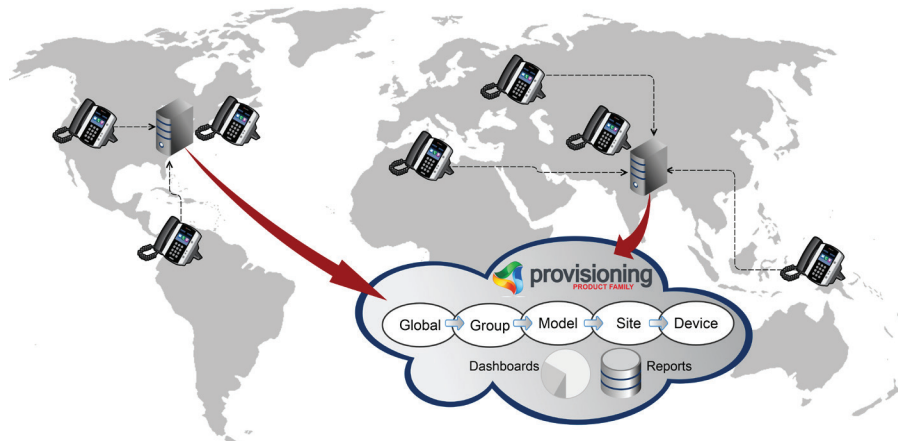 provisioning
PRODUCT FAMILY
Global Group Model Site Device
Dashboards Reports